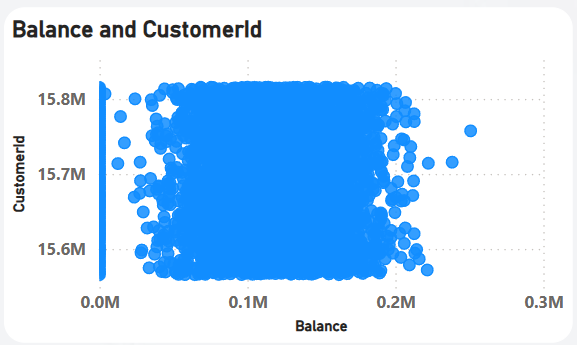 Balance and CustomerId
15.8M
15.7M
15.6M
CustomerId
0.0M 0.1M 0.2M 0.3M
Balance